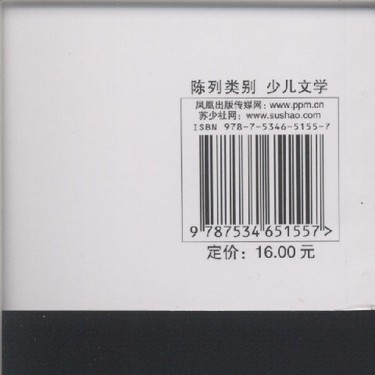 陈列类别 少儿文学
凤凰出版传媒网：www.ppm.cn
苏少社网：www.sushao.com
ISBN 978-7-5346-5155-7
9 787534 651557>
定价：16.00 元